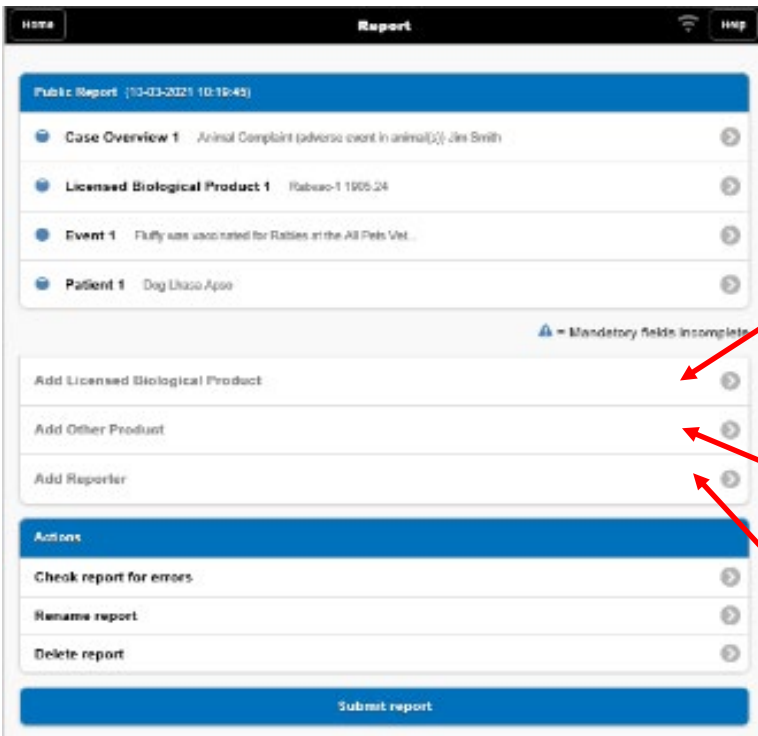 Home Report Help
Public Report (10-03-2021 10:19:45)
Case Overview 1 Animal Complaint (adverse event in animal(s)) Jim Smith
Licensed Biological Product 1 1905.24
Event 1 Fluffy was vaccinated for Rabies at the All Pets Vet...
Patient 1 Dog Lhasa Apso
= Mandatory fields incomplete
Add Licensed Biological Product
Add Other Product
Add Reporter
Actions
Check report for errors
Rename report
Delete report
Submit report